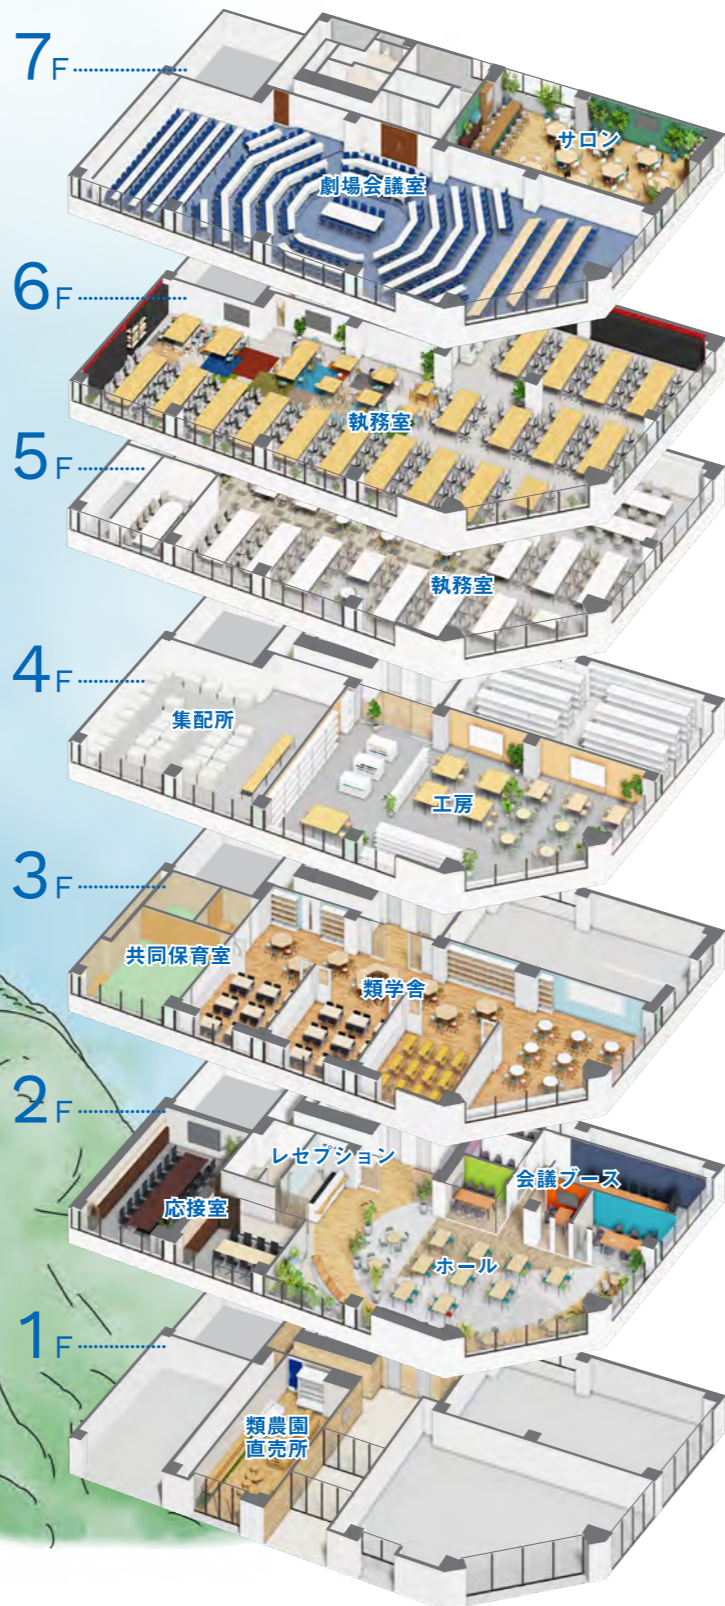 7F
サロン
劇場会議室
6F
執務室
5F
執務室
4F
集配所
工房
3F
共同保育室
類学舎
2F
レセプション
会議ブース
応接室
ホール
1F
類農園
直売所